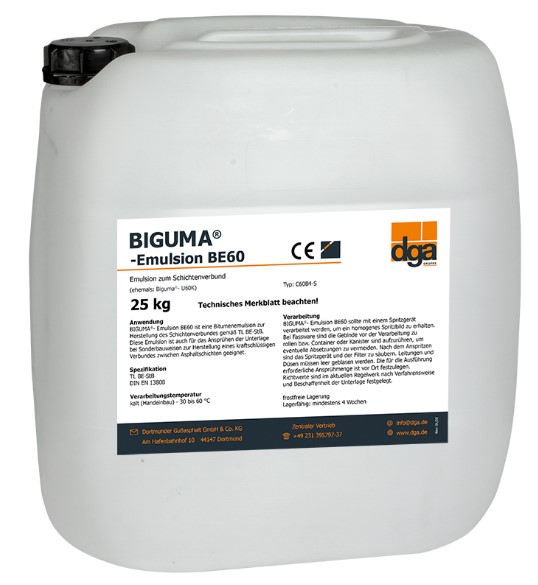 BIGUMA®
-Emulsion BE60
CE
dga
GRUPPE
Emulsion zum Schichtenverbund
(ehemals: Biguma®- U60K)
Typ: C60B4-S
25 kg
Technisches Merkblatt beachten!
Anwendung
BIGUMA®- Emulsion BE60 ist eine Bitumenemulsion zur
Herstellung des Schichtenverbundes gemäß TL BE-StB.
Diese Emulsion ist auch für das Ansprühen der Unterlage
bei Sonderbauweisen zur Herstellung eines kraftschlüssigen
Verbundes zwischen Asphaltschichten geeignet.
Spezifikation
TL BE-StB
DIN EN 13808
Verarbeitungstemperatur
kalt (Handeinbau) - 30 bis 60 °C
Verarbeitung
BIGUMA®- Emulsion BE60 sollte mit einem Spritzgerät
verarbeitet werden, um ein homogenes Spritzbild zu erhalten.
Bei Fassware sind die Gebinde vor der Verarbeitung zu
rollen bzw. Container oder Kanister sind aufzurühren, um
eventuelle Absetzungen zu vermeiden. Nach dem Anspritzen
sind das Spritzgerät und der Filter zu säubern. Leitungen und
Düsen müssen leer geblasen werden. Die für die Ausführung
erforderliche Ansprühmenge ist vor Ort festzulegen.
Richtwerte sind im aktuellen Regelwerk nach Verfahrensweise
und Beschaffenheit der Unterlage festgelegt.
frostfreie Lagerung
Lagerfähig: mindestens 4 Wochen
Dortmunder Gußasphalt GmbH & Co. KG
Am Hafenbahnhof 10 44147 Dortmund
Zentraler Vertrieb
+49 231 395797-37
info@dga.de
www.dga.de